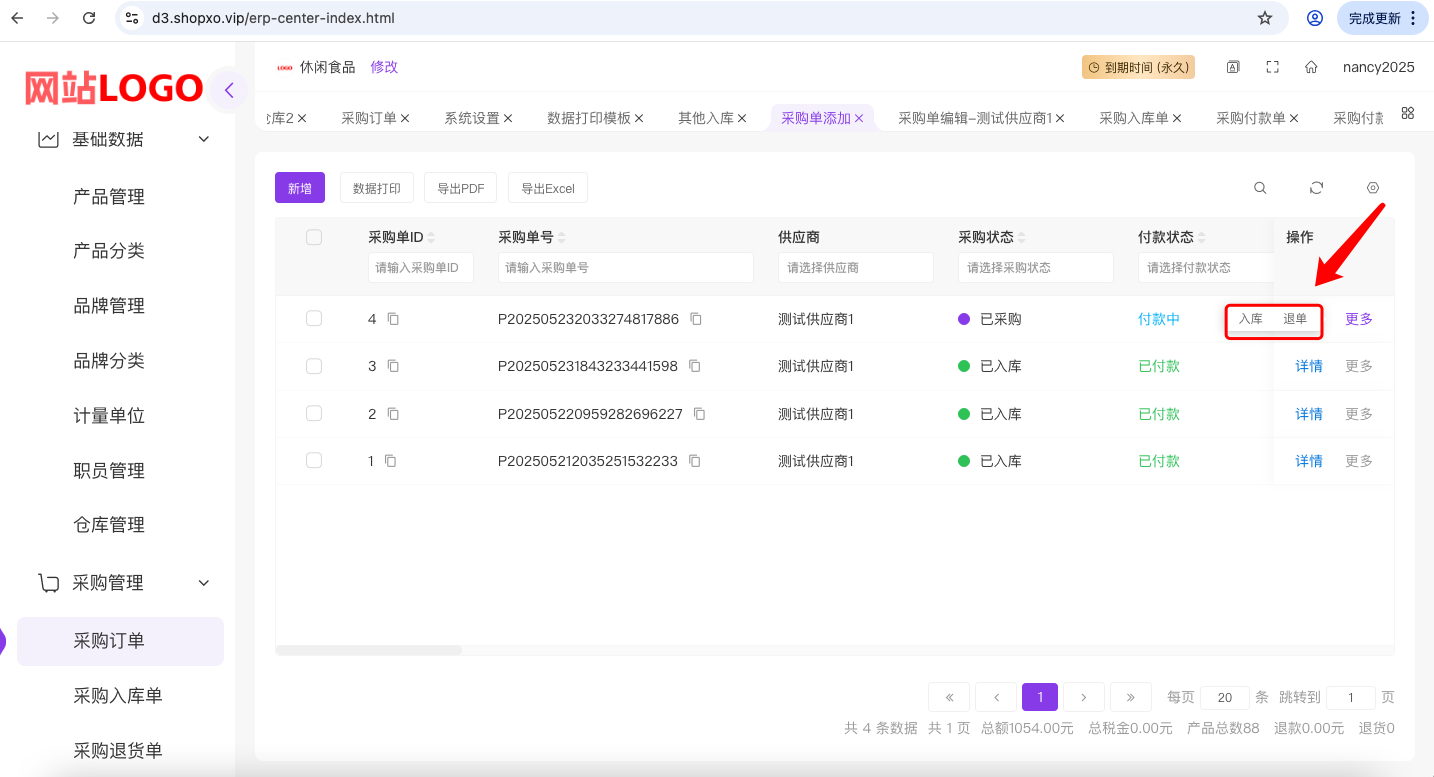 d3.shopxo.vip/erp-center-index.html
完成更新
网站LOGO
LOGO 休闲食品 修改
到期时间 (永久)
nancy2025
库2 采购订单 系统设置 数据打印模板 其他入库 采购单添加 采购单编辑-测试供应商1 采购入库单 采购付款单 采购付款
基础数据
产品管理
产品分类
品牌管理
品牌分类
计量单位
职员管理
仓库管理
采购管理
采购订单
采购入库单
采购退货单
新增 数据打印 导出PDF 导出Excel
采购单ID 采购单号 供应商 采购状态 付款状态 操作
请输入采购单ID 请输入采购单号 请选择供应商 请选择采购状态 请选择付款状态
4 P202505232033274817886 测试供应商1 已采购 付款中 入库 退单 更多
3 P202505231843233441598 测试供应商1 已入库 已付款 详情 更多
2 P202505220959282696227 测试供应商1 已入库 已付款 详情 更多
1 P202505212035251532233 测试供应商1 已入库 已付款 详情 更多
« ‹ 1 › » 每页 20 条 跳转到 1 页
共 4 条数据 共 1 页 总额1054.00元 总税金0.00元 产品总数88 退款0.00元 退货0